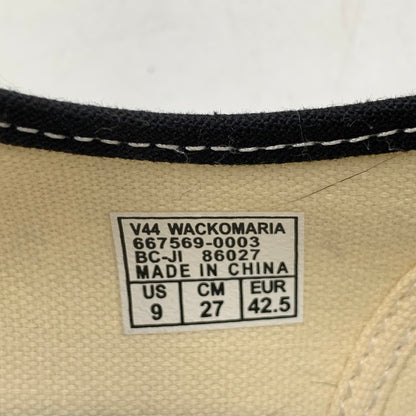 V44 WACKOMARIA
667569-0003
BC-JI 86027
MADE IN CHINA
US CM EUR
9 27 42.5